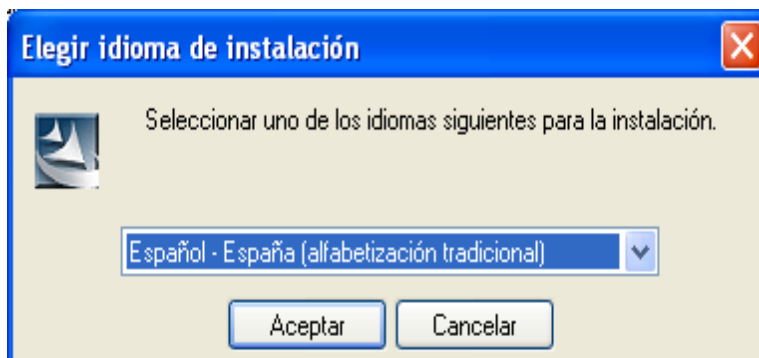 Elegir idioma de instalación
Seleccionar uno de los idiomas siguientes para la instalación.
Español - España (alfabetización tradicional)
Aceptar Cancelar